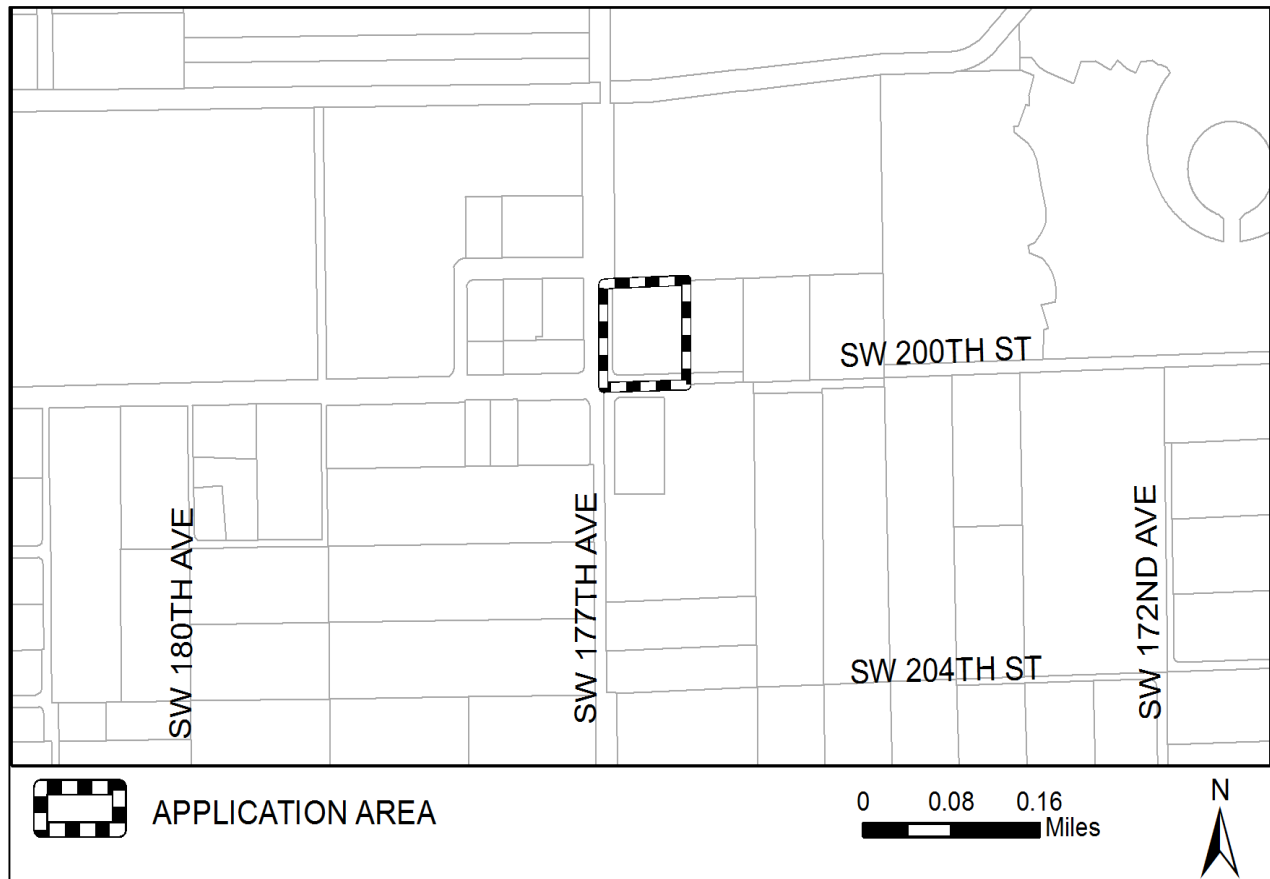 SW 200TH ST
SW 180TH AVE
SW 177TH AVE
SW 172ND AVE
SW 204TH ST
APPLICATION AREA
0 0.08 0.16
Miles
N